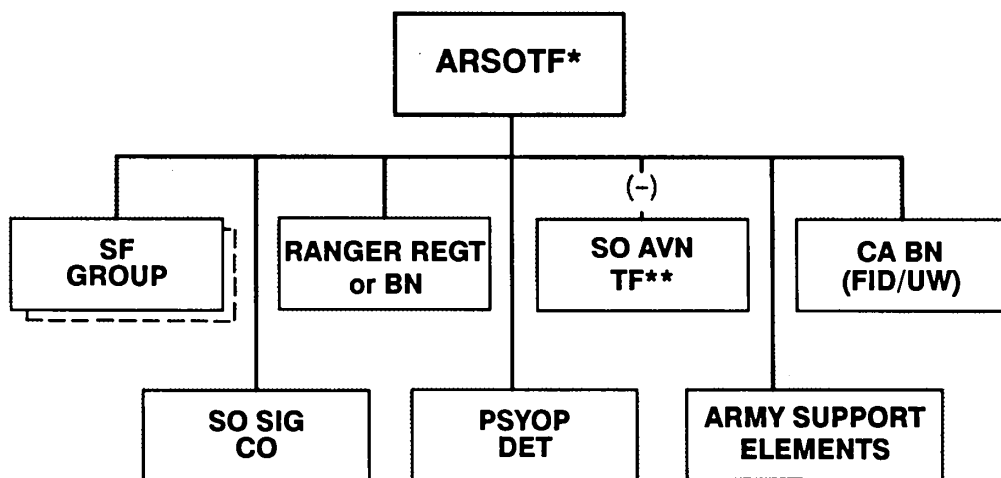 ARSOTF*
(-)
SF
GROUP
RANGER REGT
or BN
SO AVN
TF**
CA BN
(FID/UW)
SO SIG
CO
PSYOP
DET
ARMY SUPPORT
ELEMENTS